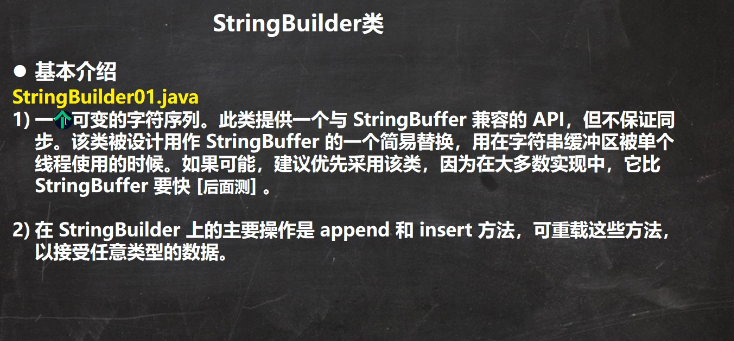 StringBuilder类
● 基本介绍
StringBuilder01.java
1) 一个可变的字符序列。此类提供一个与 StringBuffer 兼容的 API，但不保证同
步。该类被设计用作 StringBuffer 的一个简易替换，用在字符串缓冲区被单个
线程使用的时候。如果可能，建议优先采用该类，因为在大多数实现中，它比
StringBuffer 要快 [后面测] 。
2) 在 StringBuilder 上的主要操作是 append 和 insert 方法，可重载这些方法，
以接受任意类型的数据。